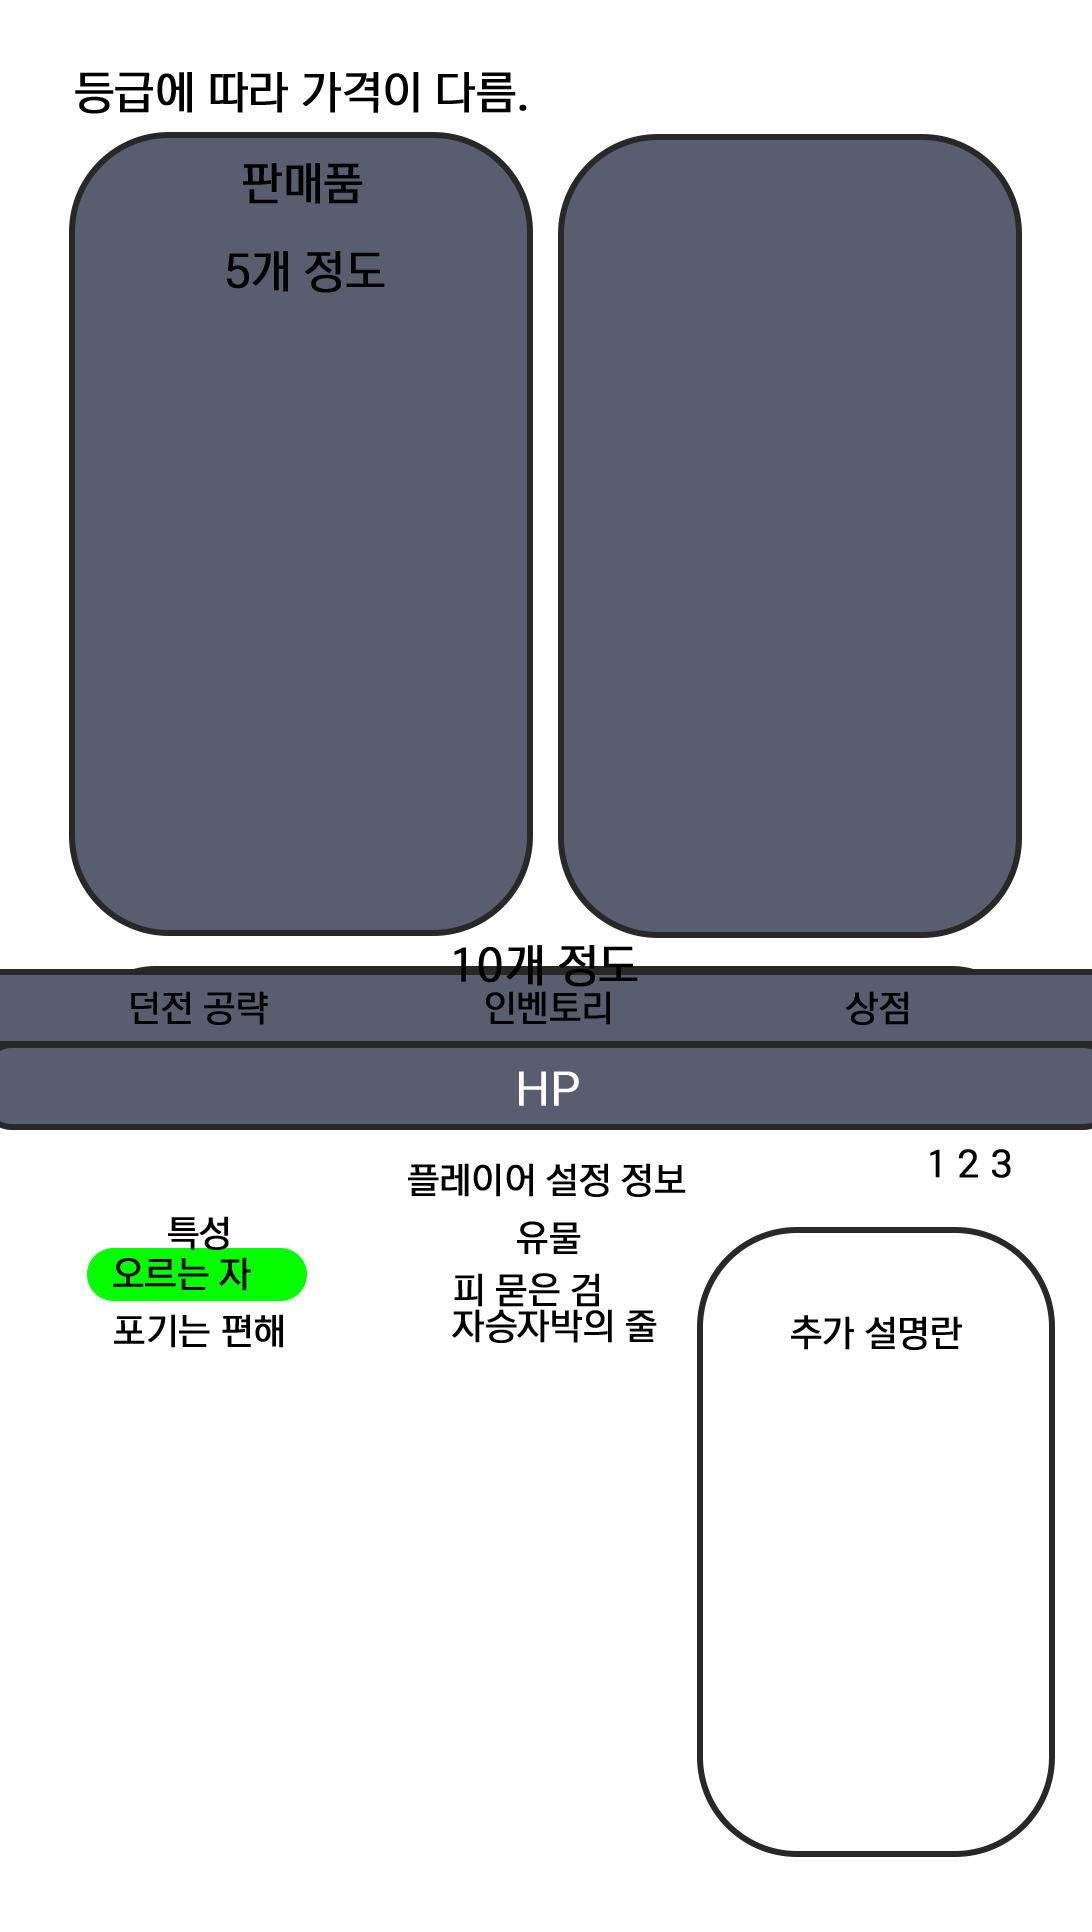 등급에 따라 가격이 다름.
판매품
5개 정도
10개 정도
던전 공략 인벤토리 상점
HP
플레이어 설정 정보
1 2 3
특성
오르는 자
포기는 편해
유물
피 묻은 검
자승자박의 줄
추가 설명란